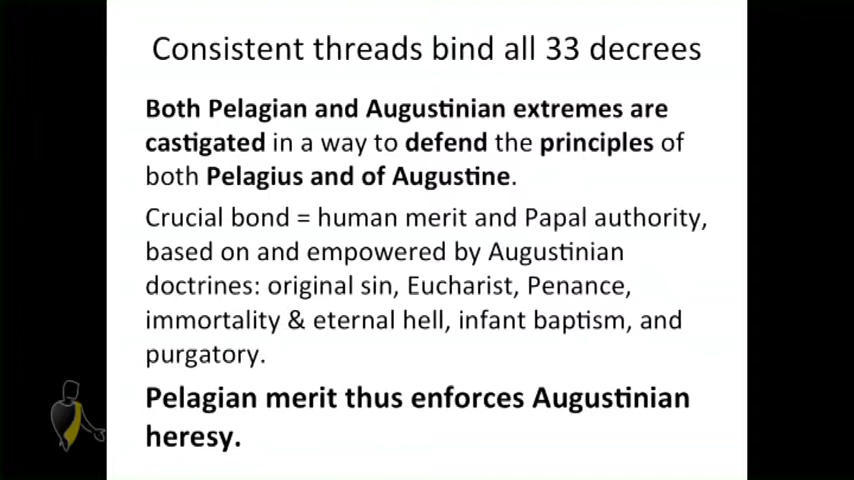 Consistent threads bind all 33 decrees
Both Pelagian and Augustinian extremes are
castigated in a way to defend the principles of
both Pelagius and of Augustine.
Crucial bond = human merit and Papal authority,
based on and empowered by Augustinian
doctrines: original sin, Eucharist, Penance,
immortality & eternal hell, infant baptism, and
purgatory.
Pelagian merit thus enforces Augustinian
heresy.